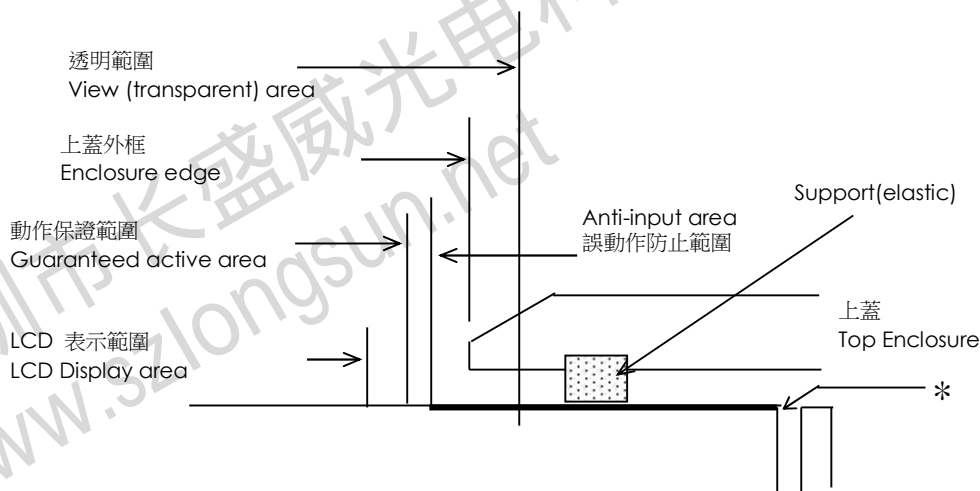 透明範圍
View (transparent) area
上蓋外框
Enclosure edge
動作保證範圍
Guaranteed active area
LCD 表示範圍
LCD Display area
Anti-input area
誤動作防止範圍
Support(elastic)
上蓋
Top Enclosure
*
圳市长盛威光电科
www.szlongsun.net